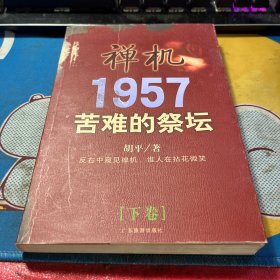 禅机
1957
苦难的祭坛
胡平/著
反右中窥见禅机 谁人在拈花微笑
[下卷]
广东旅游出版社